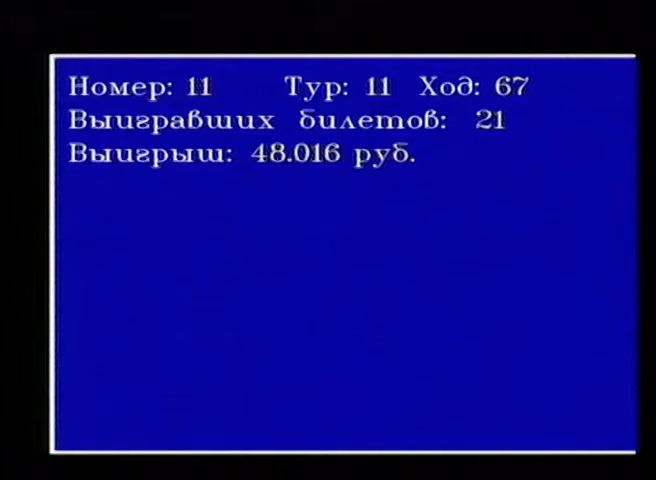 Номер: 11 Тур: 11 Ход: 67
Выигравших билетов: 21
Выигрыш: 48.016 руб.